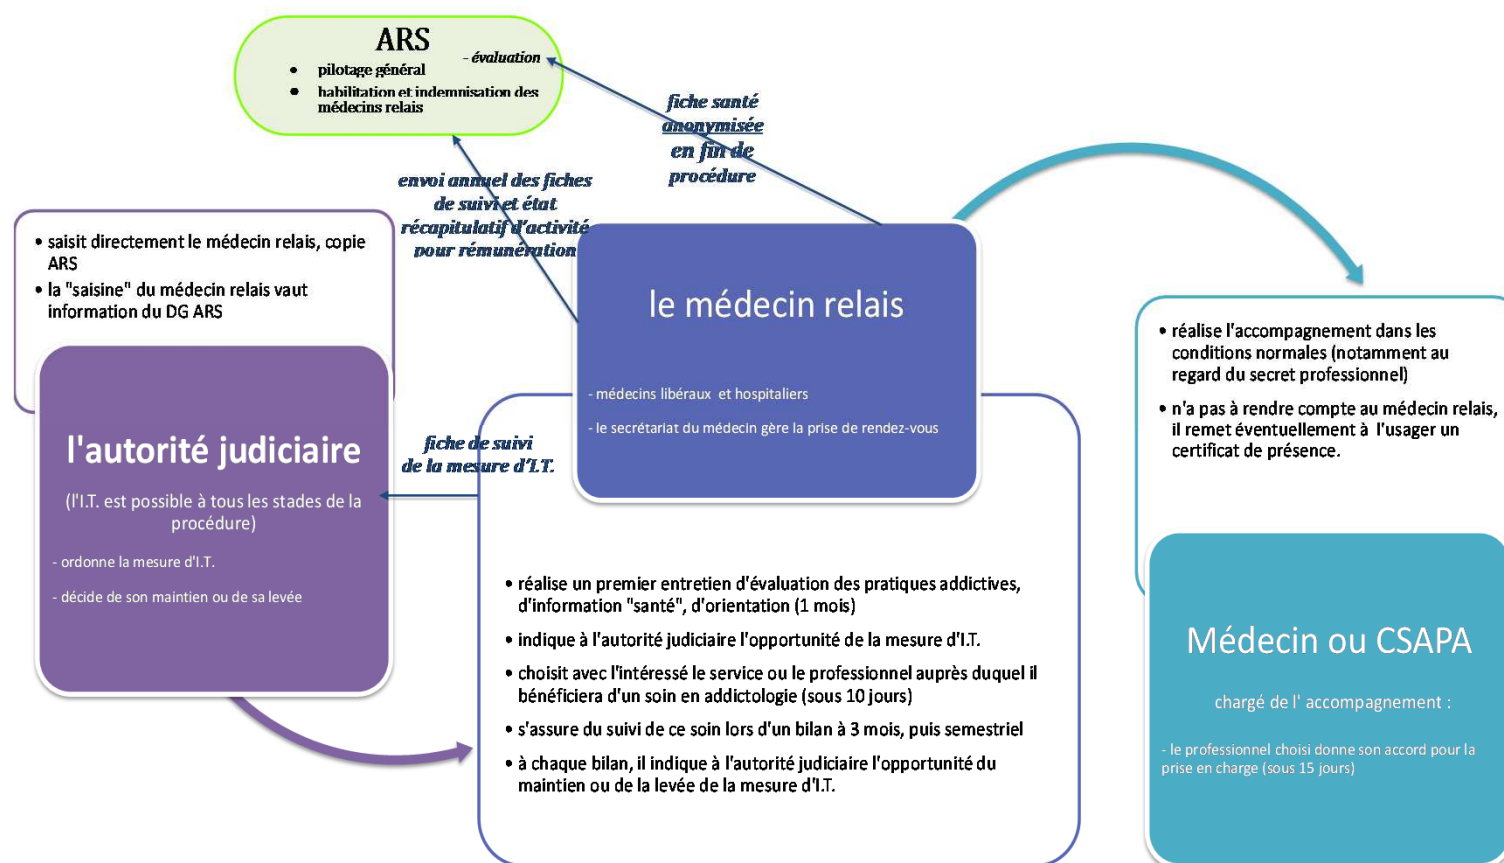 ARS
- évaluation
• pilotage général
• habilitation et indemnisation des
médecins relais
fiche santé
anonymisée
en fin de
procédure
envoi annuel des fiches
de suivi et état
récapitulatif d'activité
pour rémunération
• saisit directement le médecin relais, copie
ARS
• la "saisine" du médecin relais vaut
information du DG ARS
l'autorité judiciaire
(l'I.T. est possible à tous les stades de la
procédure)
- ordonne la mesure d'I.T.
- décide de son maintien ou de sa levée
fiche de suivi
de la mesure d'I.T.
le médecin relais
- médecins libéraux et hospitaliers
- le secrétariat du médecin gère la prise de rendez-vous
• réalise un premier entretien d'évaluation des pratiques addictives,
d'information "santé", d'orientation (1 mois)
• indique à l'autorité judiciaire l'opportunité de la mesure d'I.T.
• choisit avec l'intéressé le service ou le professionnel auprès duquel il
bénéficiera d'un soin en addictologie (sous 10 jours)
• s'assure du suivi de ce soin lors d'un bilan à 3 mois, puis semestriel
• à chaque bilan, il indique à l'autorité judiciaire l'opportunité du
maintien ou de la levée de la mesure d'I.T.
• réalise l'accompagnement dans les
conditions normales (notamment au
regard du secret professionnel)
• n'a pas à rendre compte au médecin relais,
il remet éventuellement à l'usager un
certificat de présence.
Médecin ou CSAPA
chargé de l' accompagnement :
- le professionnel choisi donne son accord pour la
prise en charge (sous 15 jours)